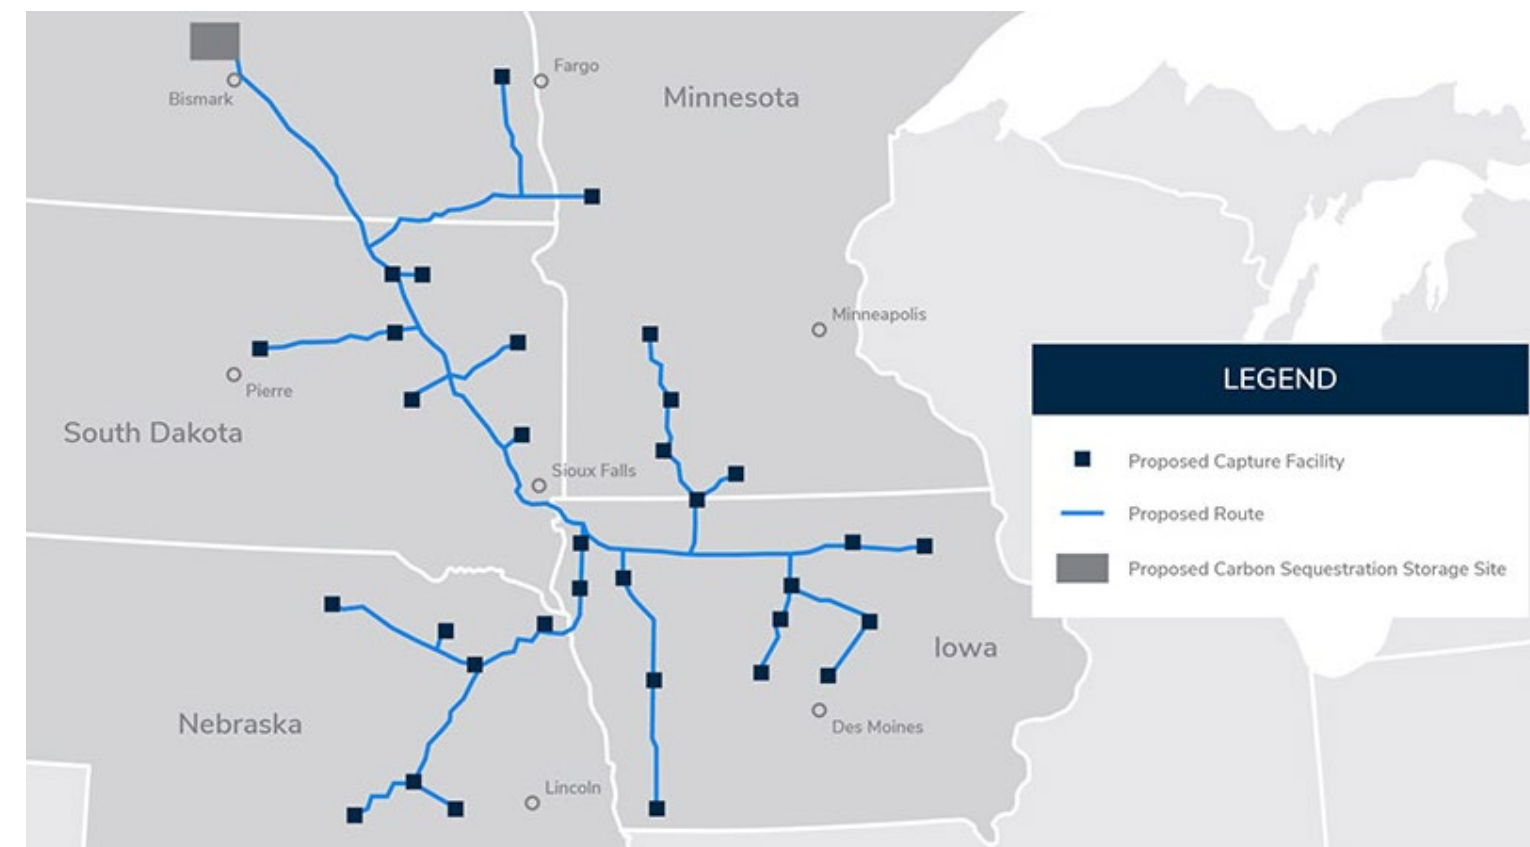 Fargo
Minnesota
Bismark
Minneapolis
Pierre
South Dakota
Sioux Falls
Iowa
Nebraska
Des Moines
Lincoln
LEGEND
Proposed Capture Facility
Proposed Route
Proposed Carbon Sequestration Storage Site